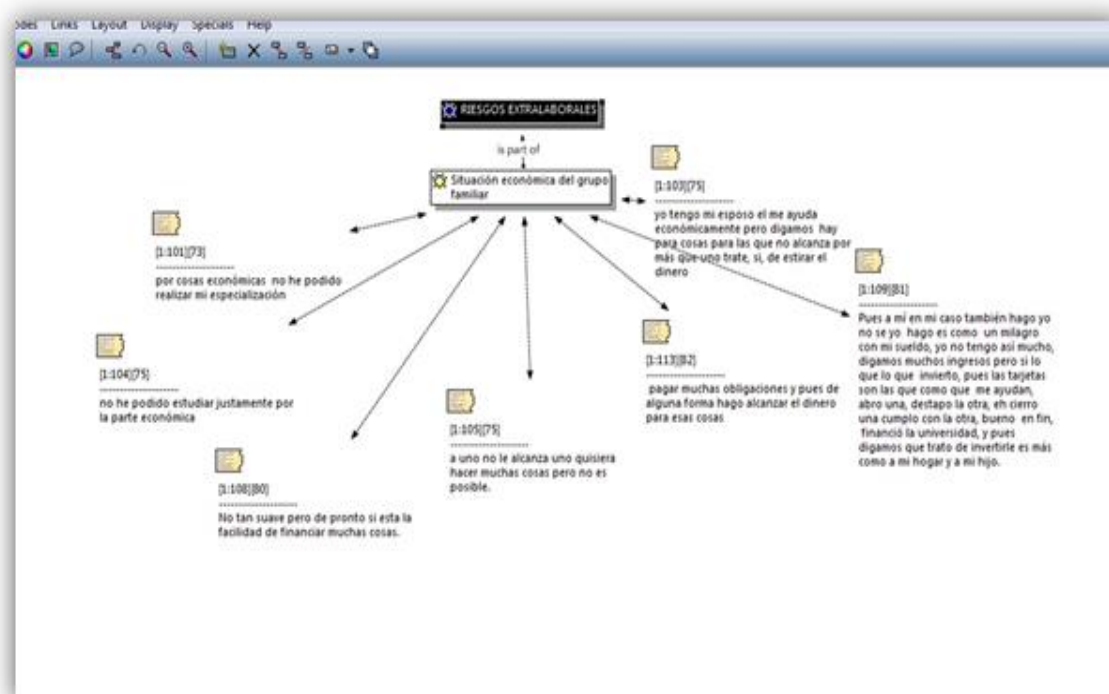 Links Layout Display Specials Help
RIESGOS EXTRALABORALES
is part of
Situación económica del grupo
familiar
[1:103][75]
yo tengo mi esposo el me ayuda
económicamente pero digamos hay
para cosas para las que no alcanza por
más que uno trate, si, de estirar el
dinero
[1:101][73]
por cosas económicas no he podido
realizar mi especialización
[1:109][81]
Pues a mí en mi caso también hago yo
no se yo hago es como un milagro
con mi sueldo, yo no tengo así mucho,
digamos muchos ingresos pero si lo
que lo que invierto, pues las tarjetas
son las que como que me ayudan,
abro una, destapo la otra, eh cierro
una cumplo con la otra, bueno en fin,
financió la universidad, y pues
digamos que trato de invertirle es más
como a mi hogar y a mi hijo.
[1:104][75]
no he podido estudiar justamente por
la parte económica
[1:113][82]
pagar muchas obligaciones y pues de
alguna forma hago alcanzar el dinero
para esas cosas
[1:105][75]
a uno no le alcanza uno quisiera
hacer muchas cosas pero no es
posible.
[1:108][80]
No tan suave pero de pronto si esta la
facilidad de financiar muchas cosas.